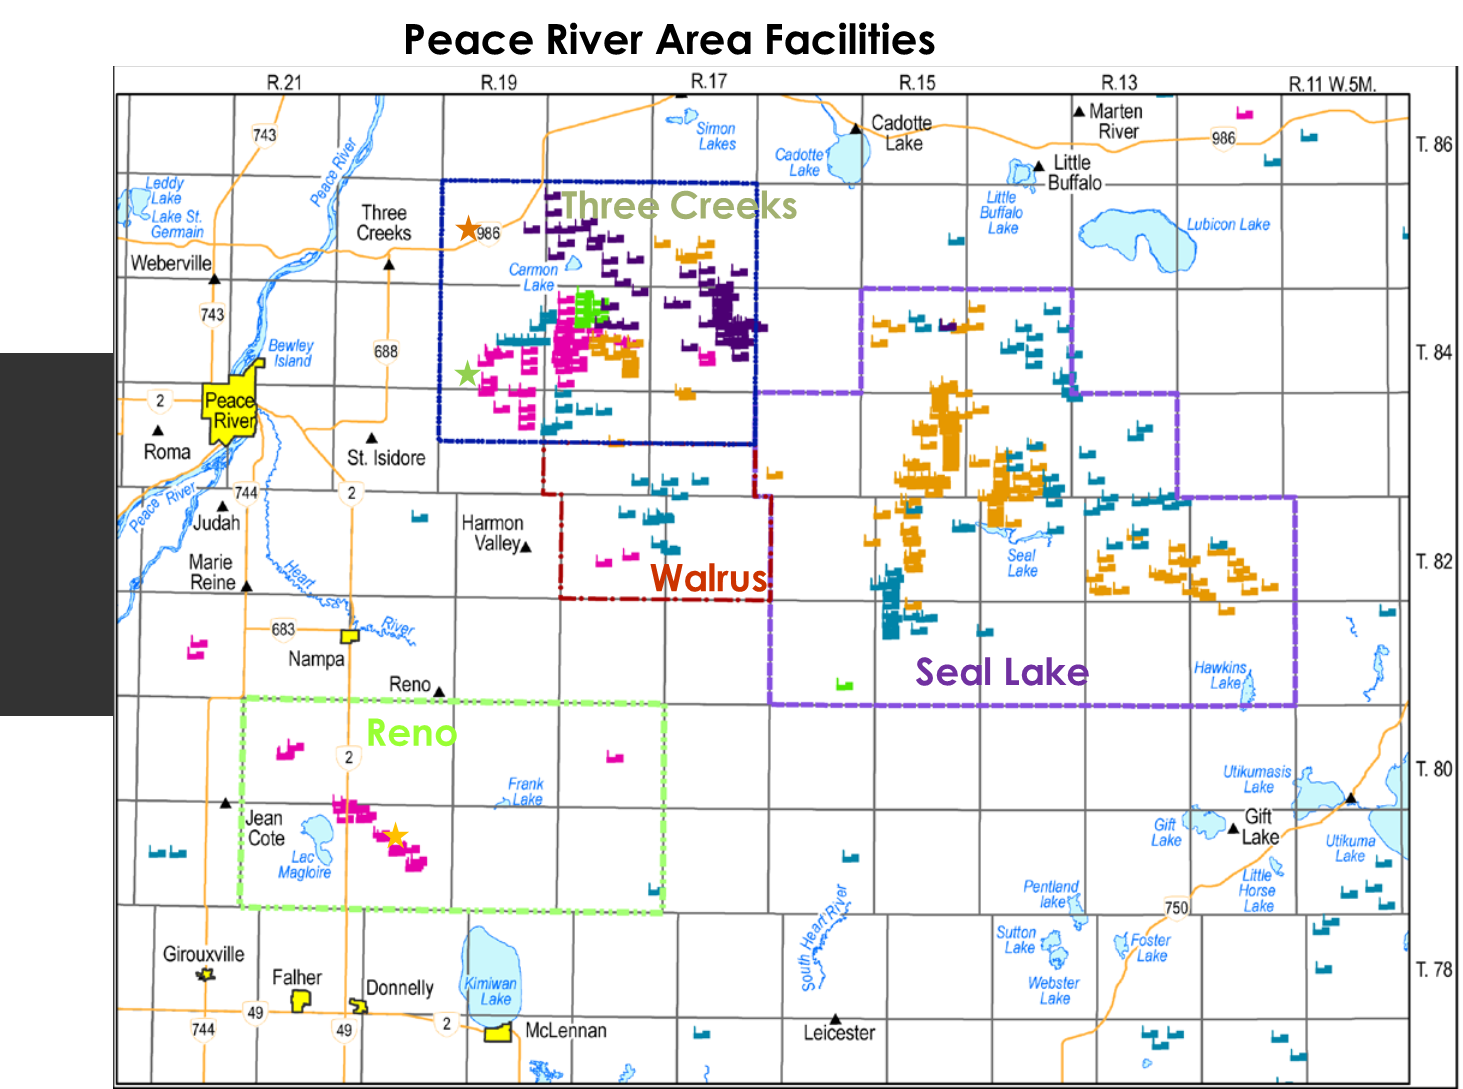 Peace River Area Facilities
R.21
R.19
R.17
R.15
R.13
R.11 W.5M.
743
Peace River
Simon
Lakes
Cadotte
Lake
Cadotte
Lake
Marten
River
986
T. 86
Little
Buffalo
Little
Buffalo
Lake
Leddy
Lake
Lake St.
Germain
Three
Creeks
Three Creeks
986
Lubicon Lake
Weberville
Carmon
Lake
743
Bewley
Island
688
T. 84
2
Peace
River
Roma
St. Isidore
Peace River
744
2
Judah
Harmon
Valley
Marie
Reine
Heart
River
Walrus
Seal
Lake
T. 82
683
Nampa
Reno
Seal Lake
Hawkins
Lake
Reno
2
Frank
Lake
Utikumasis
Lake
T. 80
Jean
Cote
Lac
Magloire
Gift
Lake
Gift
Lake
Utikuma
Lake
Little
Horse
Lake
Pentland
lake
750
South Heart River
Sutton
Lake
Foster
Lake
Webster
Lake
T. 78
Girouxville
Falher
Donnelly
Kimiwan
Lake
49
744
49
2
McLennan
Leicester